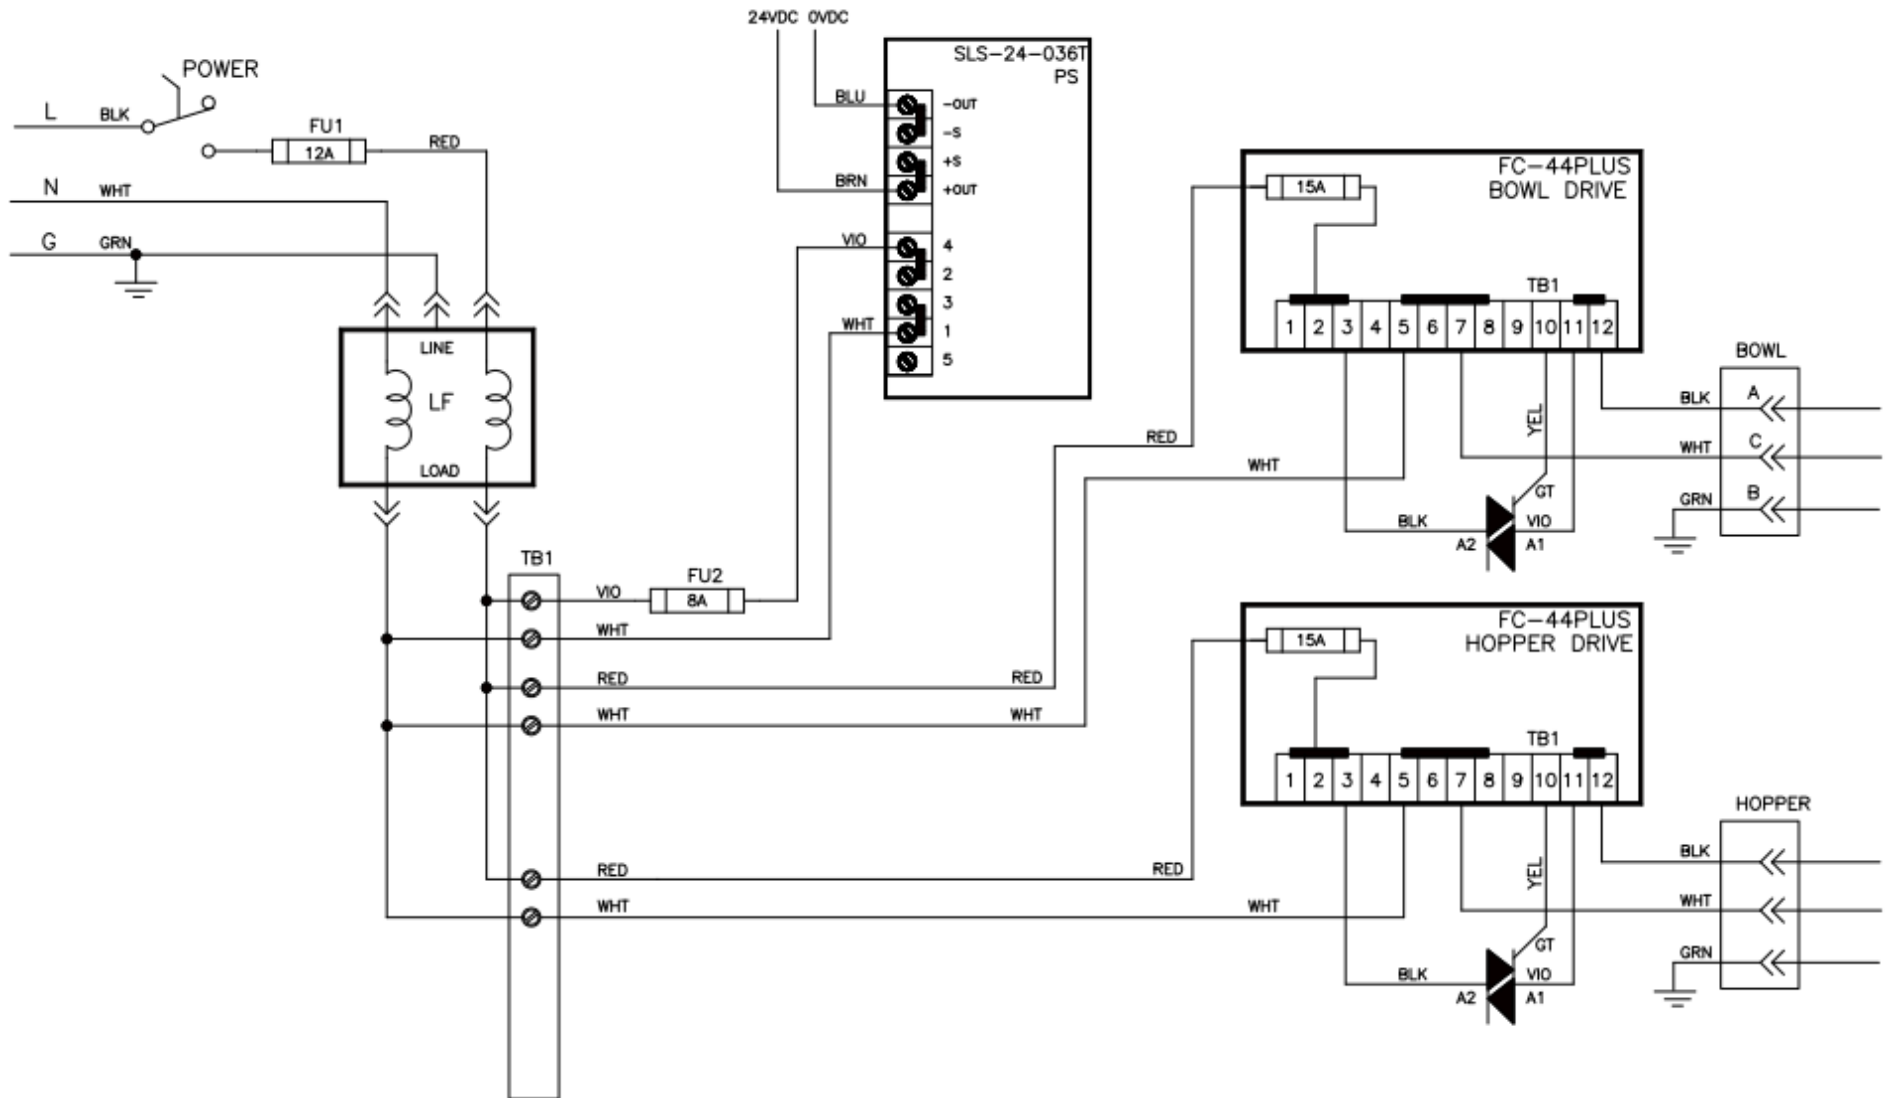 24VDC 0VDC
POWER
L
BLK
FU1
12A
RED
N
WHT
G
GRN
LINE
LF
LOAD
SLS-24-036T
PS
BLU
-OUT
-S
+S
BRN
+OUT
VIO
4
2
3
WHT
1
5
TB1
VIO
FU2
8A
WHT
RED
RED
RED
WHT
WHT
WHT
RED
RED
WHT
WHT
FC-44PLUS
BOWL DRIVE
15A
TB1
1 2 3 4 5 6 7 8 9 10 11 12
YEL
GT
BLK
VIO
A2
A1
BOWL
BLK
A
WHT
C
GRN
B
FC-44PLUS
HOPPER DRIVE
15A
TB1
1 2 3 4 5 6 7 8 9 10 11 12
YEL
GT
BLK
VIO
A2
A1
HOPPER
BLK
WHT
GRN